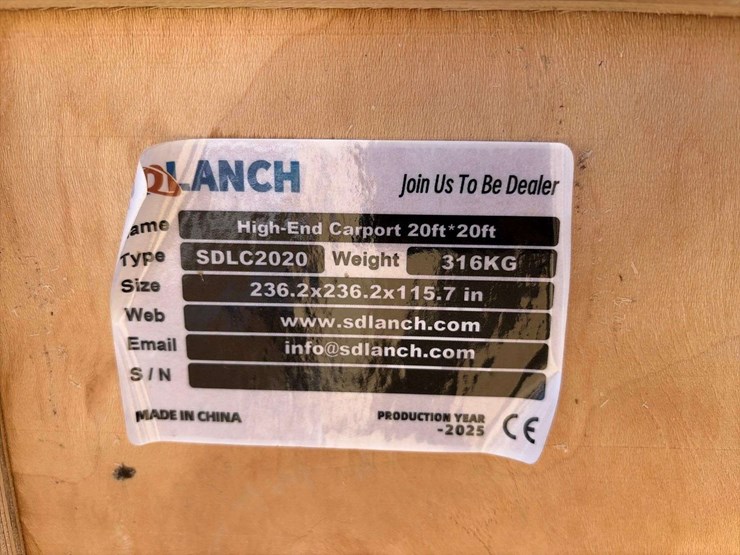 LANCH
Join Us To Be Dealer
ame High-End Carport 20ft*20ft
Type SDLC2020 Weight 316KG
Size 236.2x236.2x115.7 in
Web www.sdlanch.com
Email info@sdlanch.com
S/N
MADE IN CHINA
PRODUCTION YEAR
-2025 CE